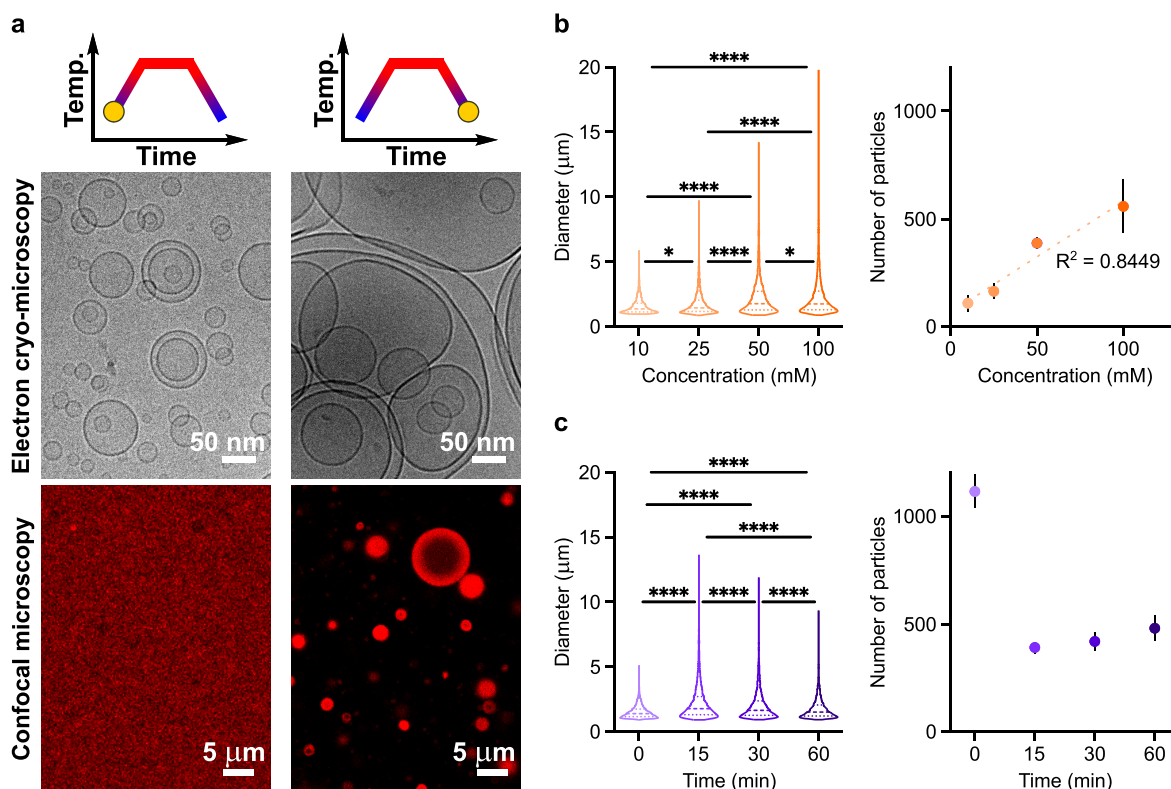 a
Temp.
Time
Temp.
Time
Electron cryo-microscopy
50 nm
50 nm
Confocal microscopy
5 μm
5 μm
b
Diameter (μm)
20
15
10
5
0
****
****
****
*
****
*
10
25
50
100
Concentration (mM)
Number of particles
1000
500
0
R² = 0.8449
0
50
100
Concentration (mM)
c
Diameter (μm)
20
15
10
5
0
****
****
****
****
****
****
0
15
30
60
Time (min)
Number of particles
1000
500
0
0
15
30
60
Time (min)